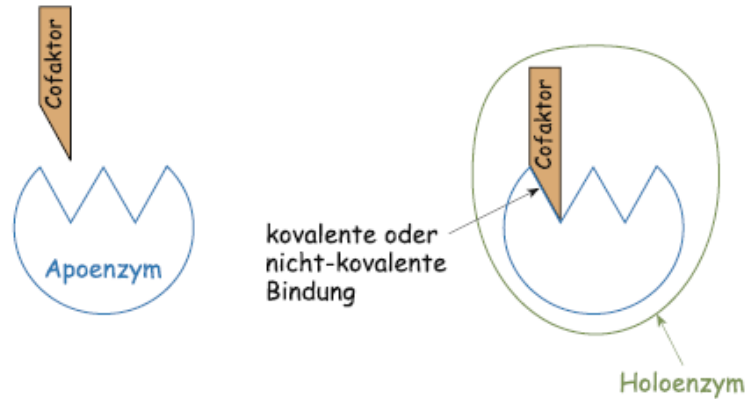 Cofaktor
Apoenzym
Cofaktor
kovalente oder
nicht-kovalente
Bindung
Holoenzym